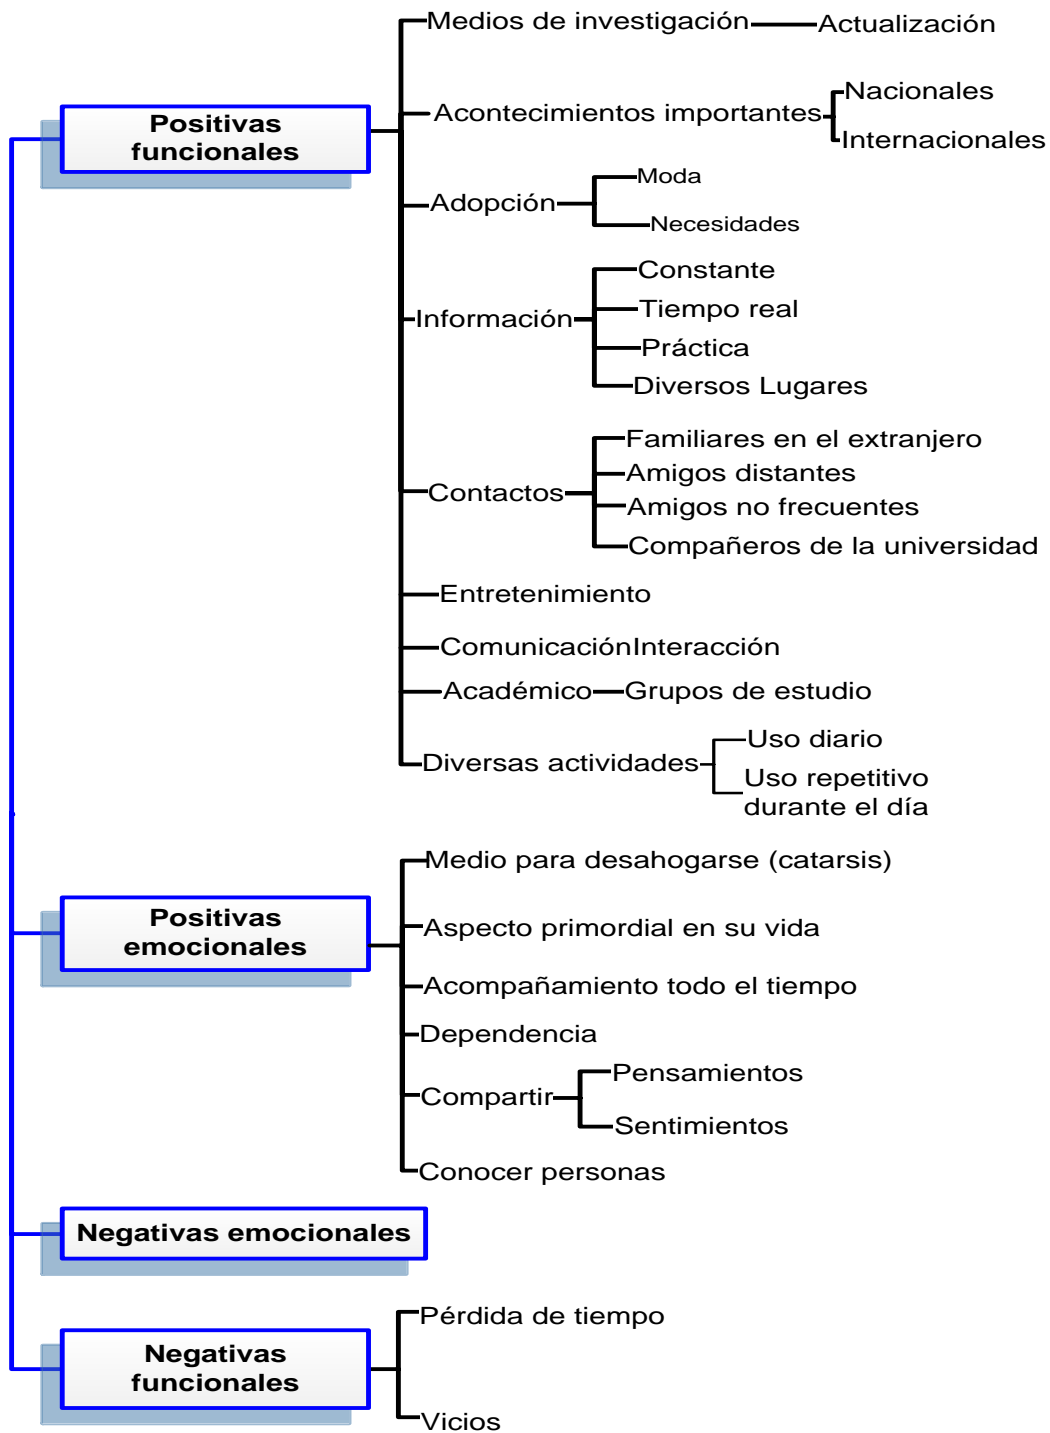 Positivas
funcionales
Medios de investigación
Actualización
Acontecimientos importantes
Nacionales
Internacionales
Adopción
Moda
Necesidades
Información
Constante
Tiempo real
Práctica
Diversos Lugares
Contactos
Familiares en el extranjero
Amigos distantes
Amigos no frecuentes
Compañeros de la universidad
Entretenimiento
ComunicaciónInteracción
Académico
Grupos de estudio
Diversas actividades
Uso diario
Uso repetitivo
durante el día
Positivas
emocionales
Medio para desahogarse (catarsis)
Aspecto primordial en su vida
Acompañamiento todo el tiempo
Dependencia
Compartir
Pensamientos
Sentimientos
Conocer personas
Negativas emocionales
Negativas
funcionales
Pérdida de tiempo
Vicios